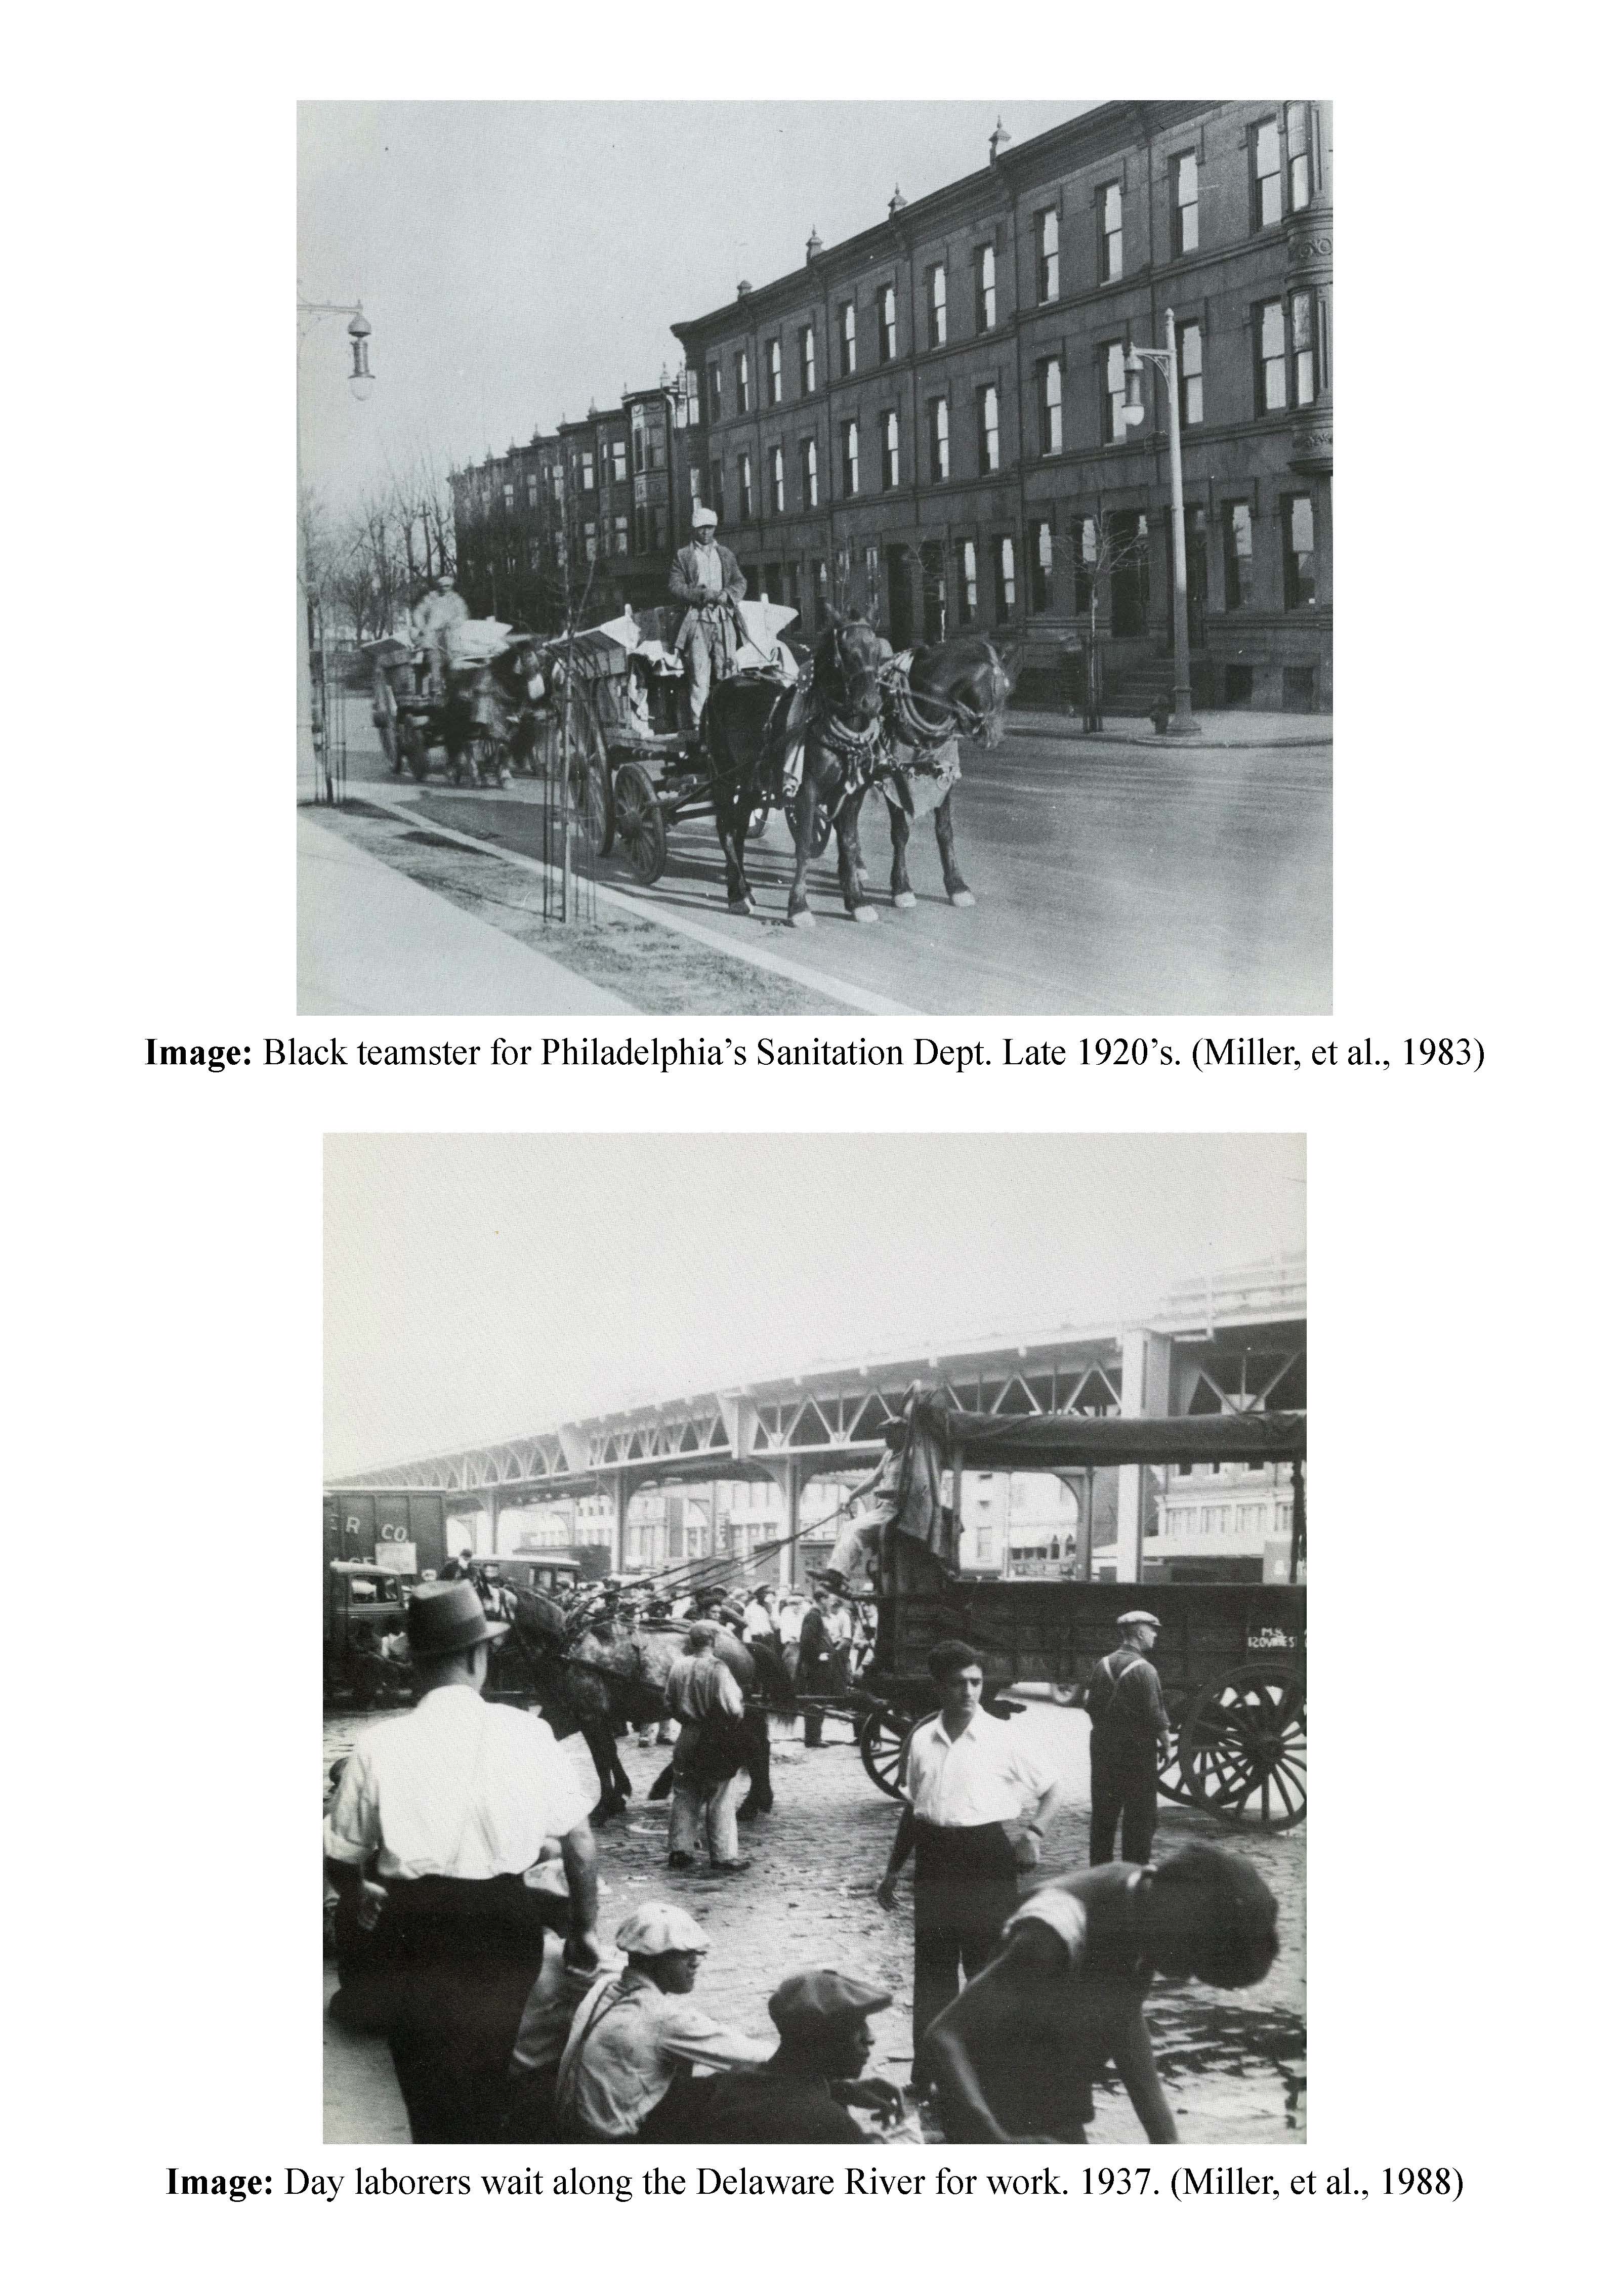 Image: Black teamster for Philadelphia’s Sanitation Dept. Late 1920’s. (Miller, et al., 1983)
R CO.
Image: Day laborers wait along the Delaware River for work. 1937. (Miller, et al., 1988)